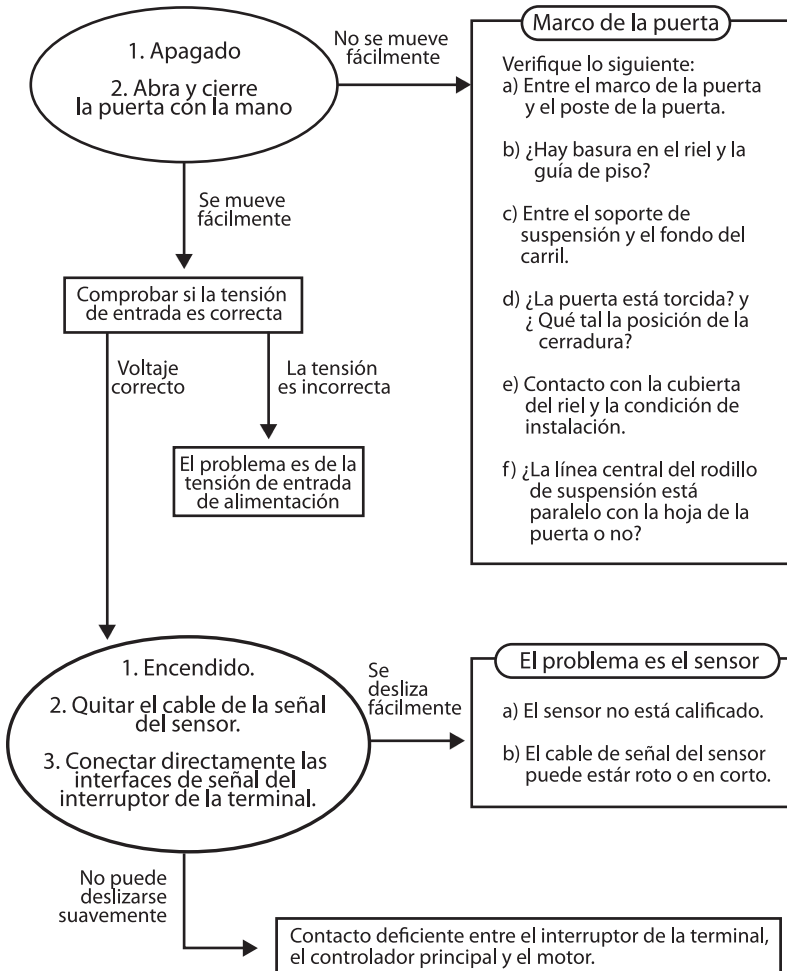 1. Apagado
2. Abra y cierre
la puerta con la mano
No se mueve
fácilmente
Marco de la puerta
Verifique lo siguiente:
a) Entre el marco de la puerta
y el poste de la puerta.
b) ¿Hay basura en el riel y la
guía de piso?
c) Entre el soporte de
suspensión y el fondo del
carril.
d) ¿La puerta está torcida? y
¿ Qué tal la posición de la
cerradura?
e) Contacto con la cubierta
del riel y la condición de
instalación.
f) ¿La línea central del rodillo
de suspensión está
paralelo con la hoja de la
puerta o no?
Se mueve
fácilmente
Comprobar si la tensión
de entrada es correcta
Voltaje
correcto
La tensión
es incorrecta
El problema es de la
tensión de entrada
de alimentación
1. Encendido.
2. Quitar el cable de la señal
del sensor.
3. Conectar directamente las
interfaces de señal del
interruptor de la terminal.
Se
desliza
fácilmente
El problema es el sensor
a) El sensor no está calificado.
b) El cable de señal del sensor
puede estár roto o en corto.
No puede
deslizarse
suavemente
Contacto deficiente entre el interruptor de la terminal,
el controlador principal y el motor.